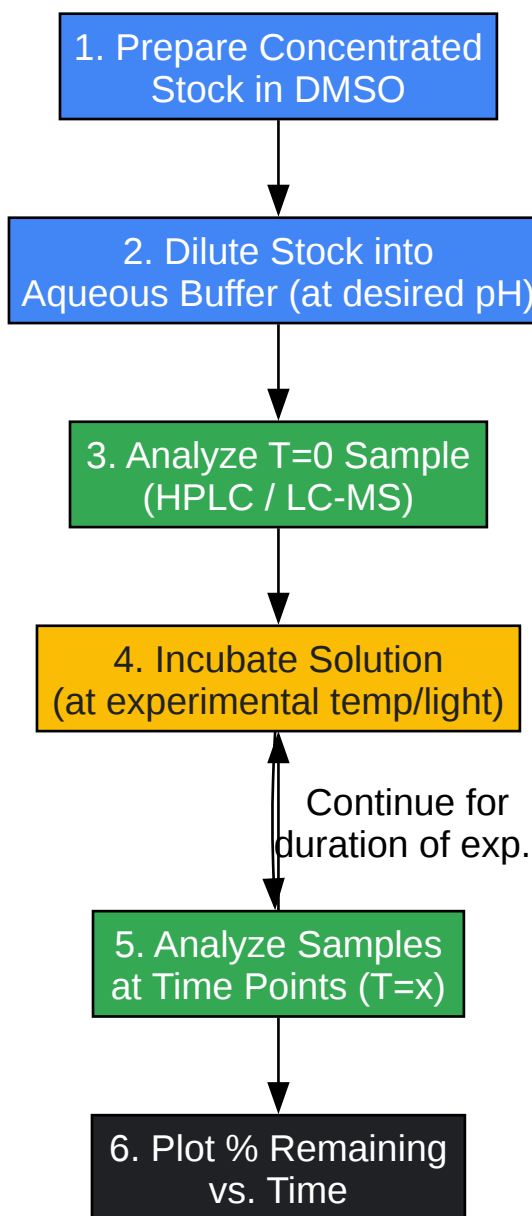 1. Prepare Concentrated
Stock in DMSO
2. Dilute Stock into
Aqueous Buffer (at desired pH)
3. Analyze T=0 Sample
(HPLC / LC-MS)
4. Incubate Solution
(at experimental temp/light)
Continue for
duration of exp.
5. Analyze Samples
at Time Points (T=x)
6. Plot % Remaining
vs. Time